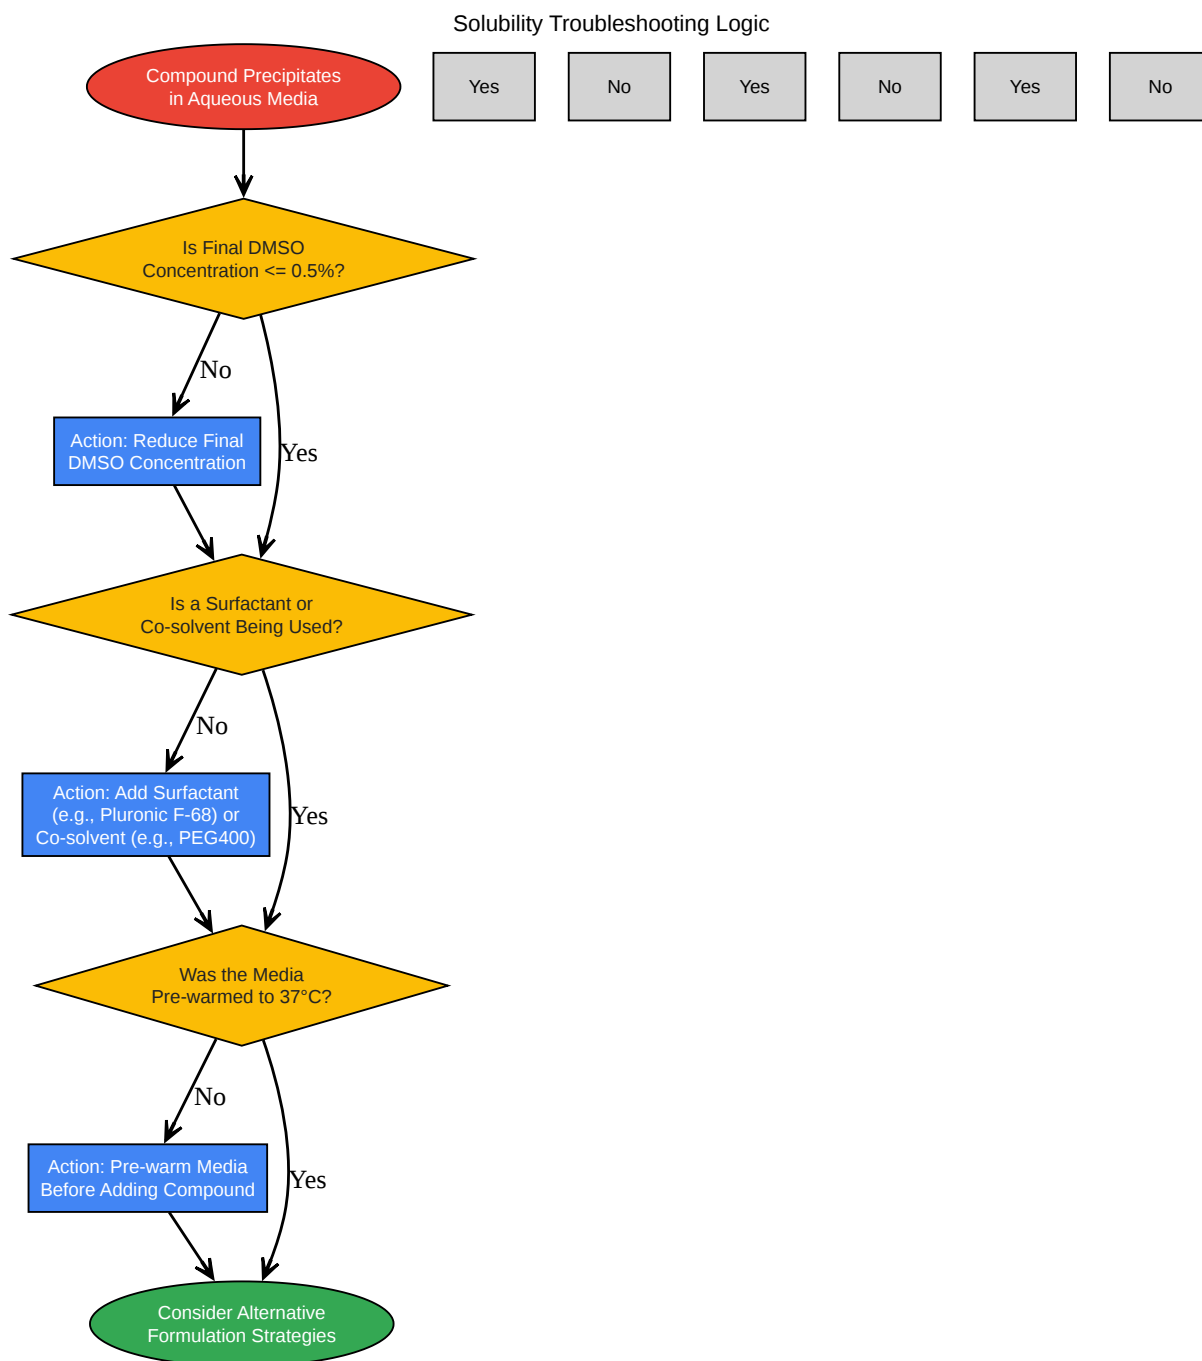 Solubility Troubleshooting Logic
Compound Precipitates
in Aqueous Media
Yes
No
Yes
No
Yes
No
Is Final DMSO
Concentration <= 0.5%?
No
Yes
Action: Reduce Final
DMSO Concentration
Is a Surfactant or
Co-solvent Being Used?
No
Yes
Action: Add Surfactant
(e.g., Pluronic F-68) or
Co-solvent (e.g., PEG400)
Was the Media
Pre-warmed to 37°C?
No
Yes
Action: Pre-warm Media
Before Adding Compound
Consider Alternative
Formulation Strategies